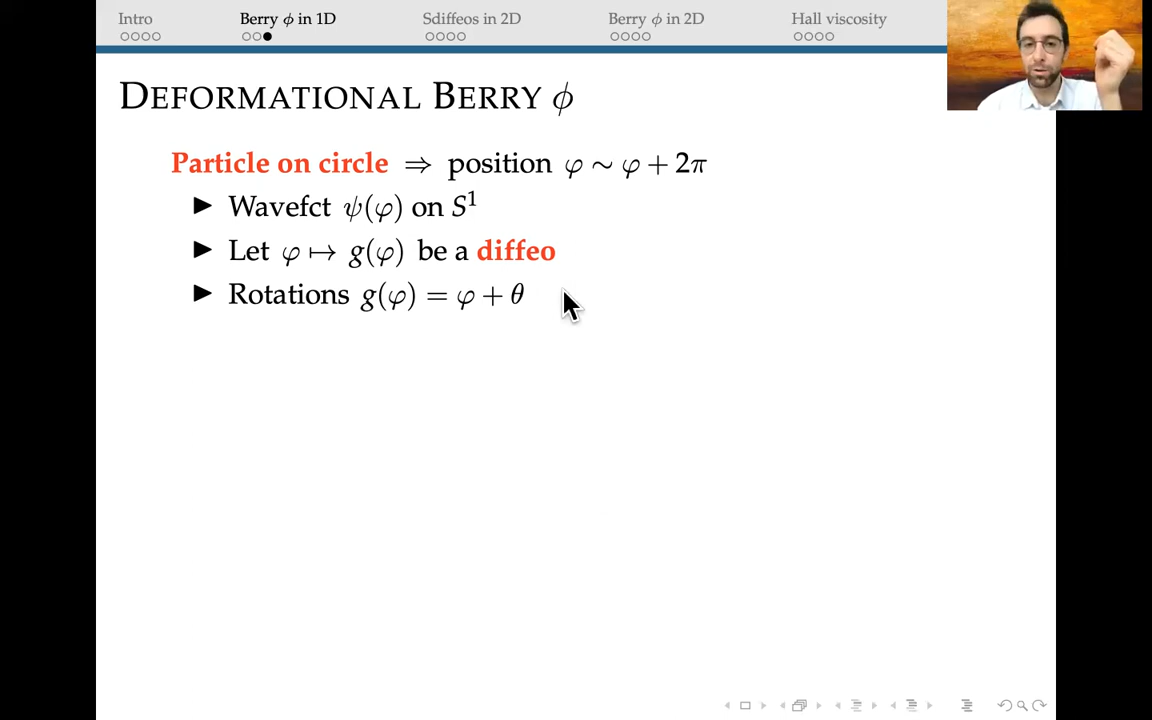 Intro Berry ϕ in 1D Sdiffeos in 2D Berry ϕ in 2D Hall viscosity
DEFORMATIONAL BERRY ϕ
Particle on circle ⇒ position φ ∼ φ + 2π
▶ Wavefct ψ(φ) on S¹
▶ Let φ ↦ g(φ) be a diffeo
▶ Rotations g(φ) = φ + θ